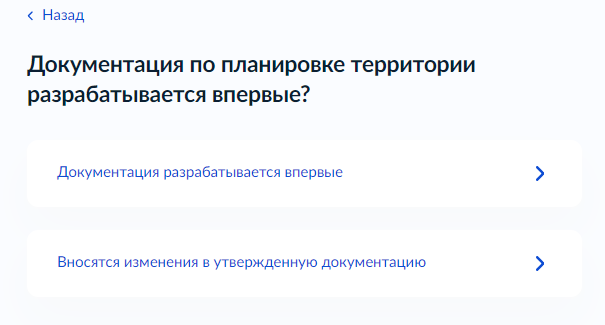 Назад
Документация по планировке территории
разрабатывается впервые?
Документация разрабатывается впервые
Вносятся изменения в утвержденную документацию